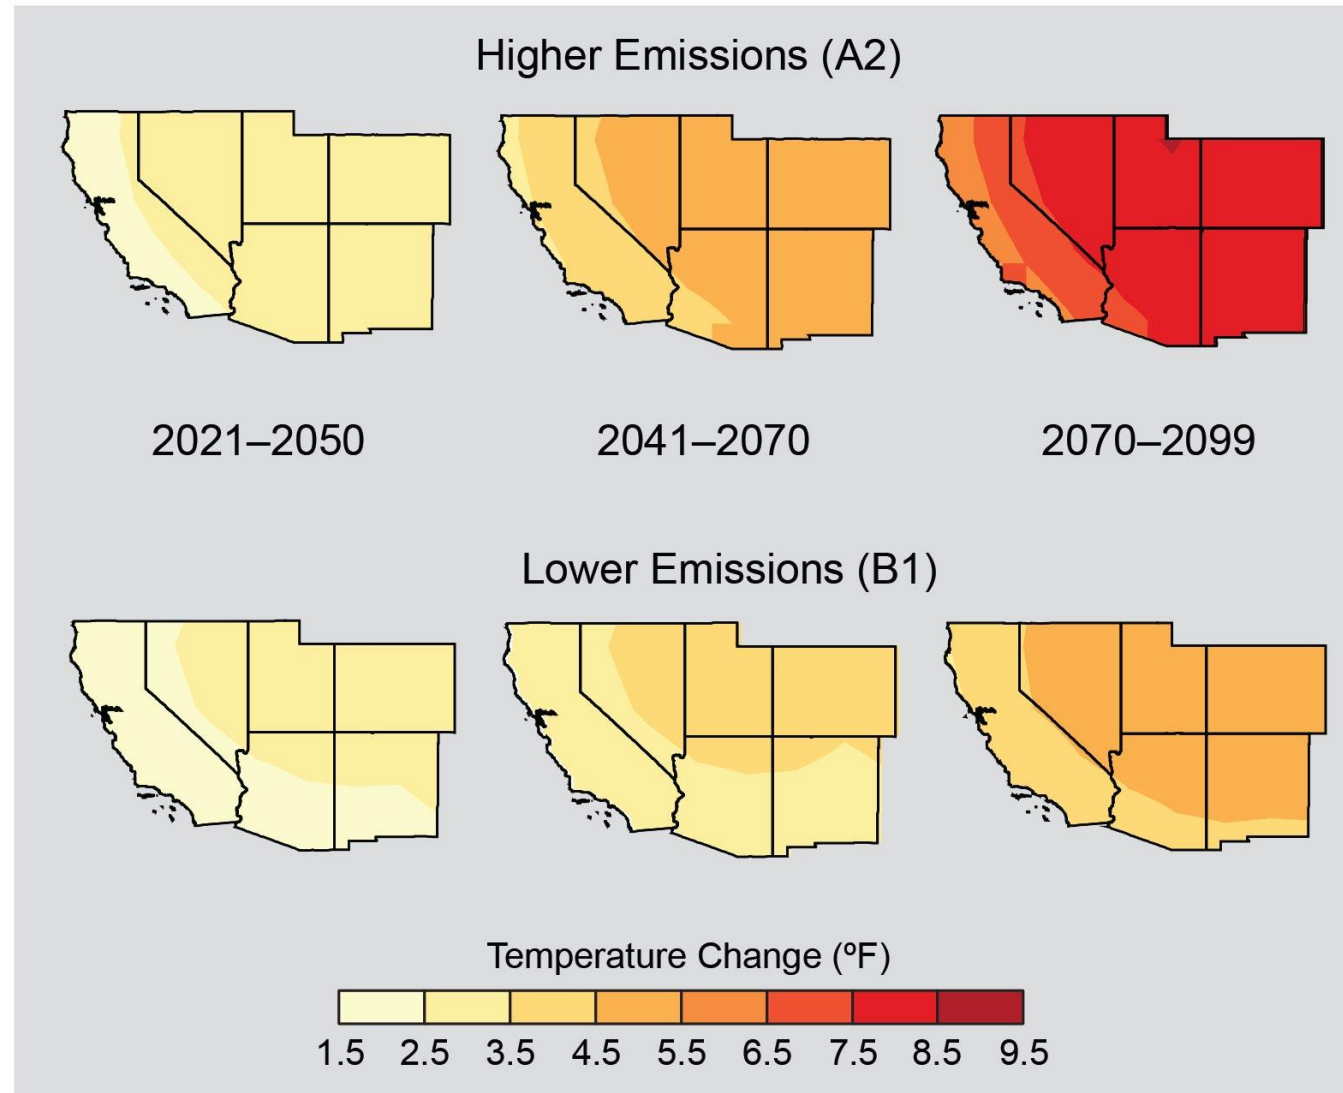 Higher Emissions (A2)
2021–2050 2041–2070 2070–2099
Lower Emissions (B1)
Temperature Change (ºF)
1.5 2.5 3.5 4.5 5.5 6.5 7.5 8.5 9.5